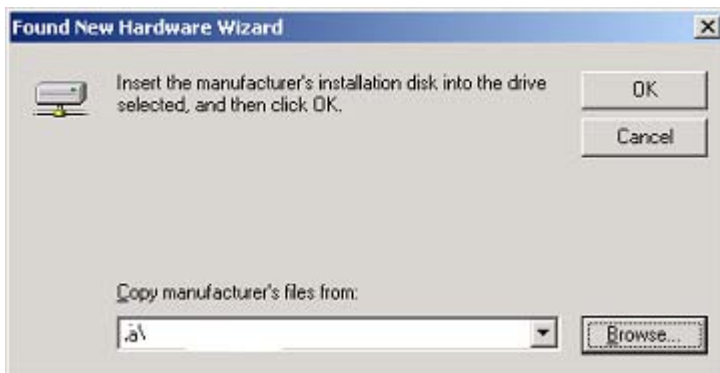 Found New Hardware Wizard
Insert the manufacturer's installation disk into the drive
selected, and then click OK.
OK
Cancel
Copy manufacturer's files from:
Browse...